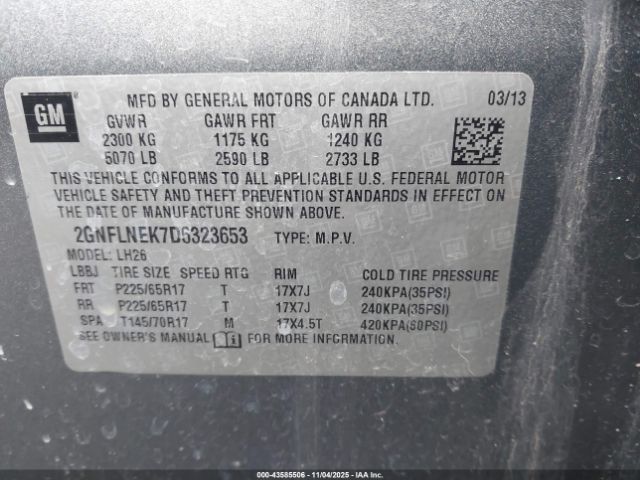 GM
MFD BY GENERAL MOTORS OF CANADA LTD. 03/13
GVWR GAWR FRT GAWR RR
2300 KG 1175 KG 1240 KG
5070 LB 2590 LB 2733 LB
THIS VEHICLE CONFORMS TO ALL APPLICABLE U.S. FEDERAL MOTOR
VEHICLE SAFETY AND THEFT PREVENTION STANDARDS IN EFFECT ON
THE DATE OF MANUFACTURE SHOWN ABOVE.
2GNFLNEK7D6323653 TYPE: M.P.V.
MODEL: LH26
LBBJ TIRE SIZE SPEED RTG RIM COLD TIRE PRESSURE
FRT P225/65R17 T 17X7J 240KPA(35PSI)
RR P225/65R17 T 17X7J 240KPA(35PSI)
SPA T145/70R17 M 17X4.5T 420KPA(60PSI)
SEE OWNER'S MANUAL FOR MORE INFORMATION.
© 43585506 - 11/04/2025 - IAAI.com